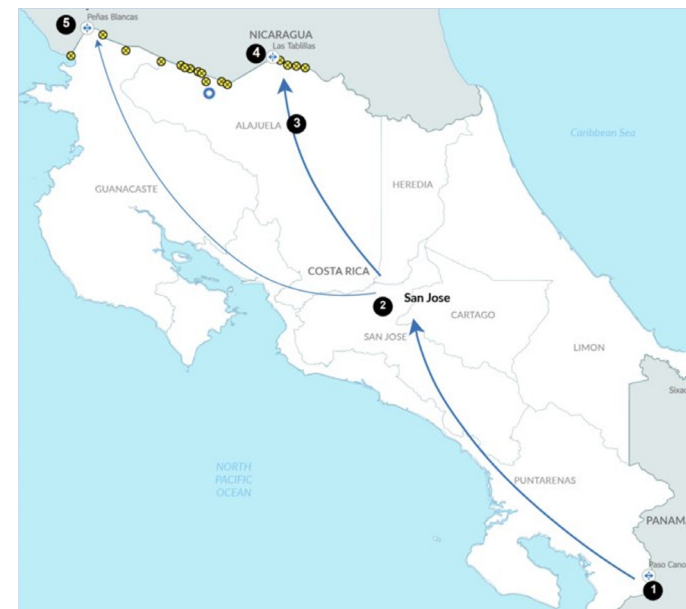 5
Peñas Blancas
NICARAGUA
4
Las Tablillas
ALAJUELA
3
Caribbean Sea
GUANACASTE
HEREDIA
COSTA RICA
San Jose
2
CARTAGO
SAN JOSE
LIMON
Sixao
NORTH
PACIFIC
OCEAN
PUNTARENAS
PANAM
Paso Cano
1